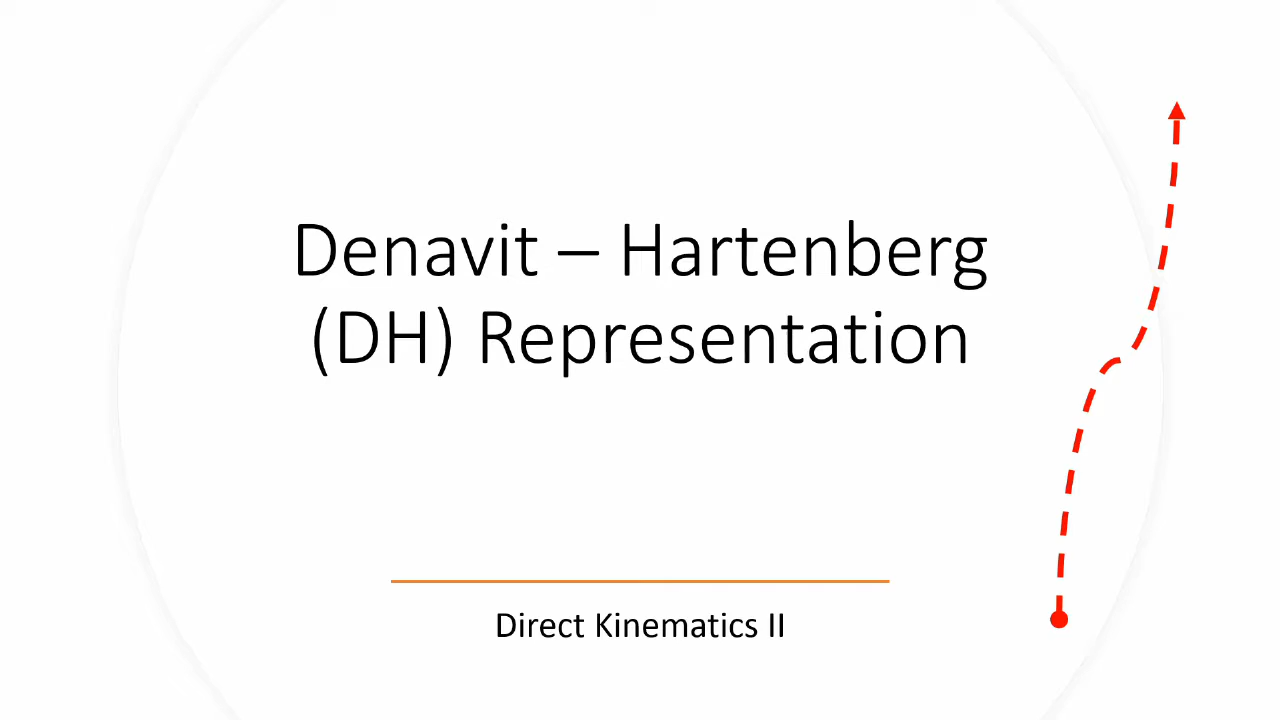 Denavit – Hartenberg
(DH) Representation
Direct Kinematics II